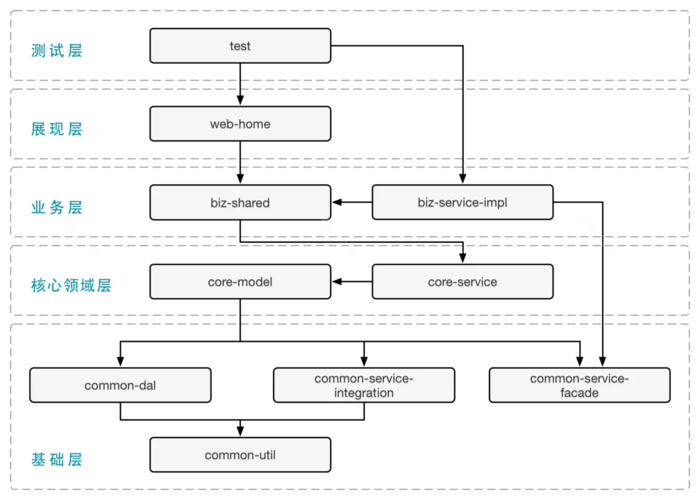 测试层
test
展现层
web-home
业务层
biz-shared
biz-service-impl
核心领域层
core-model
core-service
common-dal
common-service-
integration
common-service-
facade
基础层
common-util